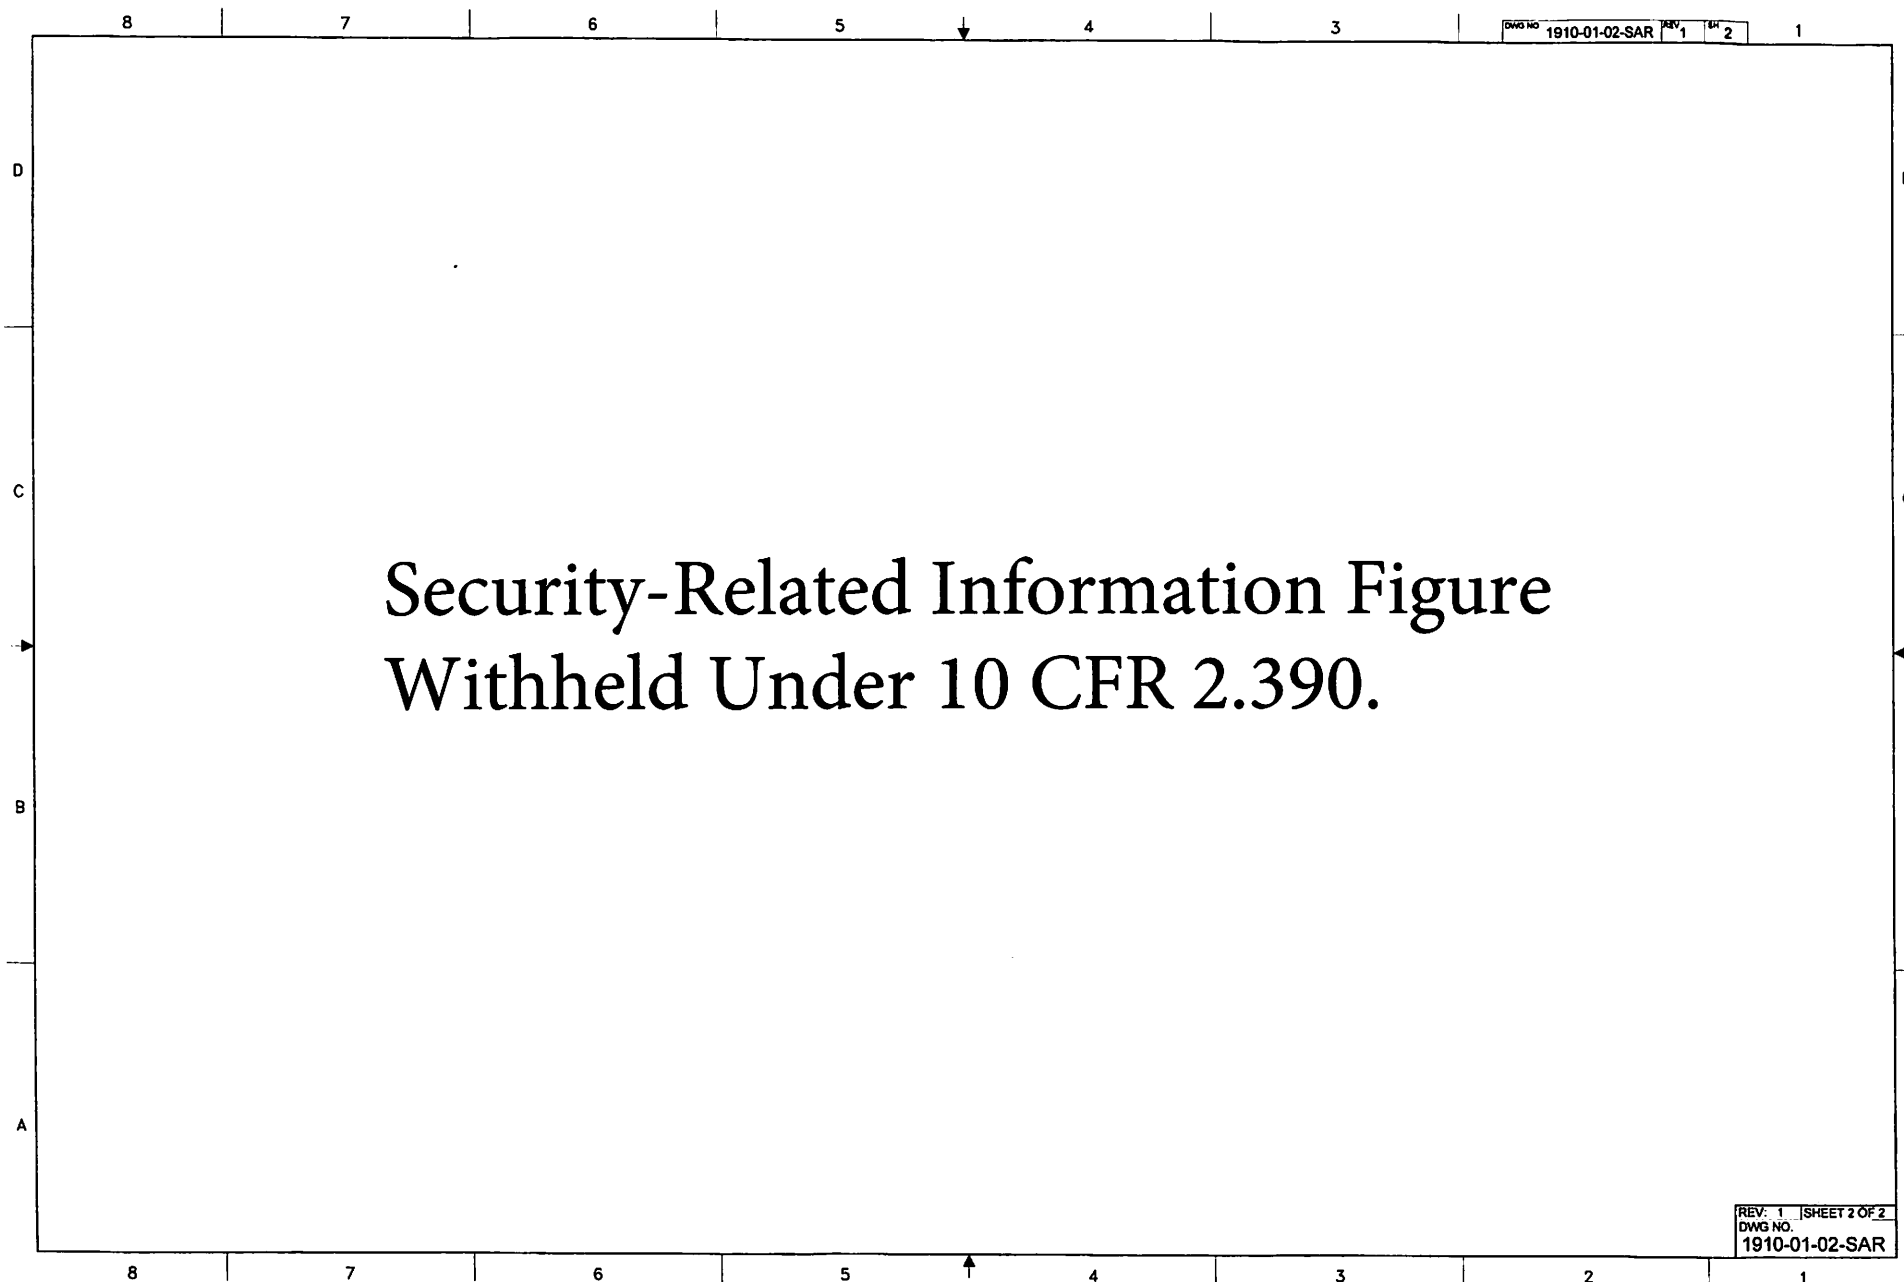 8 7 6 5 4 3 DWG NO 1910-01-02-SAR REV 1 SH 2 1
D
C
Security-Related Information Figure
Withheld Under 10 CFR 2.390.
B
A
REV: 1 SHEET 2 OF 2
DWG NO.
1910-01-02-SAR
8 7 6 5 4 3 2 1